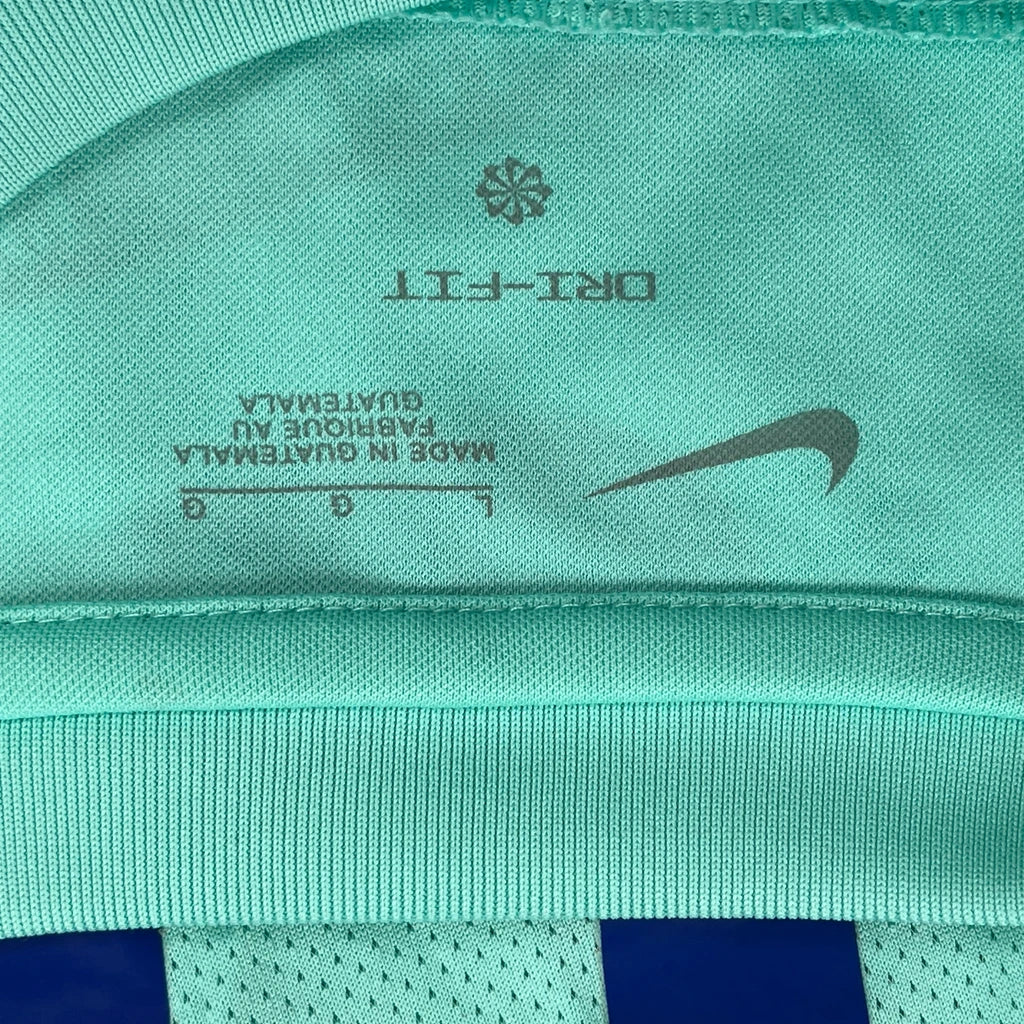 L G G
MADE IN GUATEMALA
FABRIQUE AU
GUATEMALA
DRI-FIT